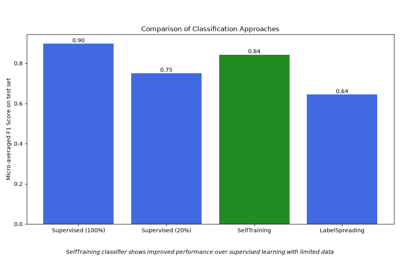 Comparison of Classification Approaches
Micro-averaged F1 Score on test set
0.8
0.6
0.4
0.2
0.0
0.90
0.75
0.84
0.64
Supervised (100%)
Supervised (20%)
SelfTraining
LabelSpreading
SelfTraining classifier shows improved performance over supervised learning with limited data